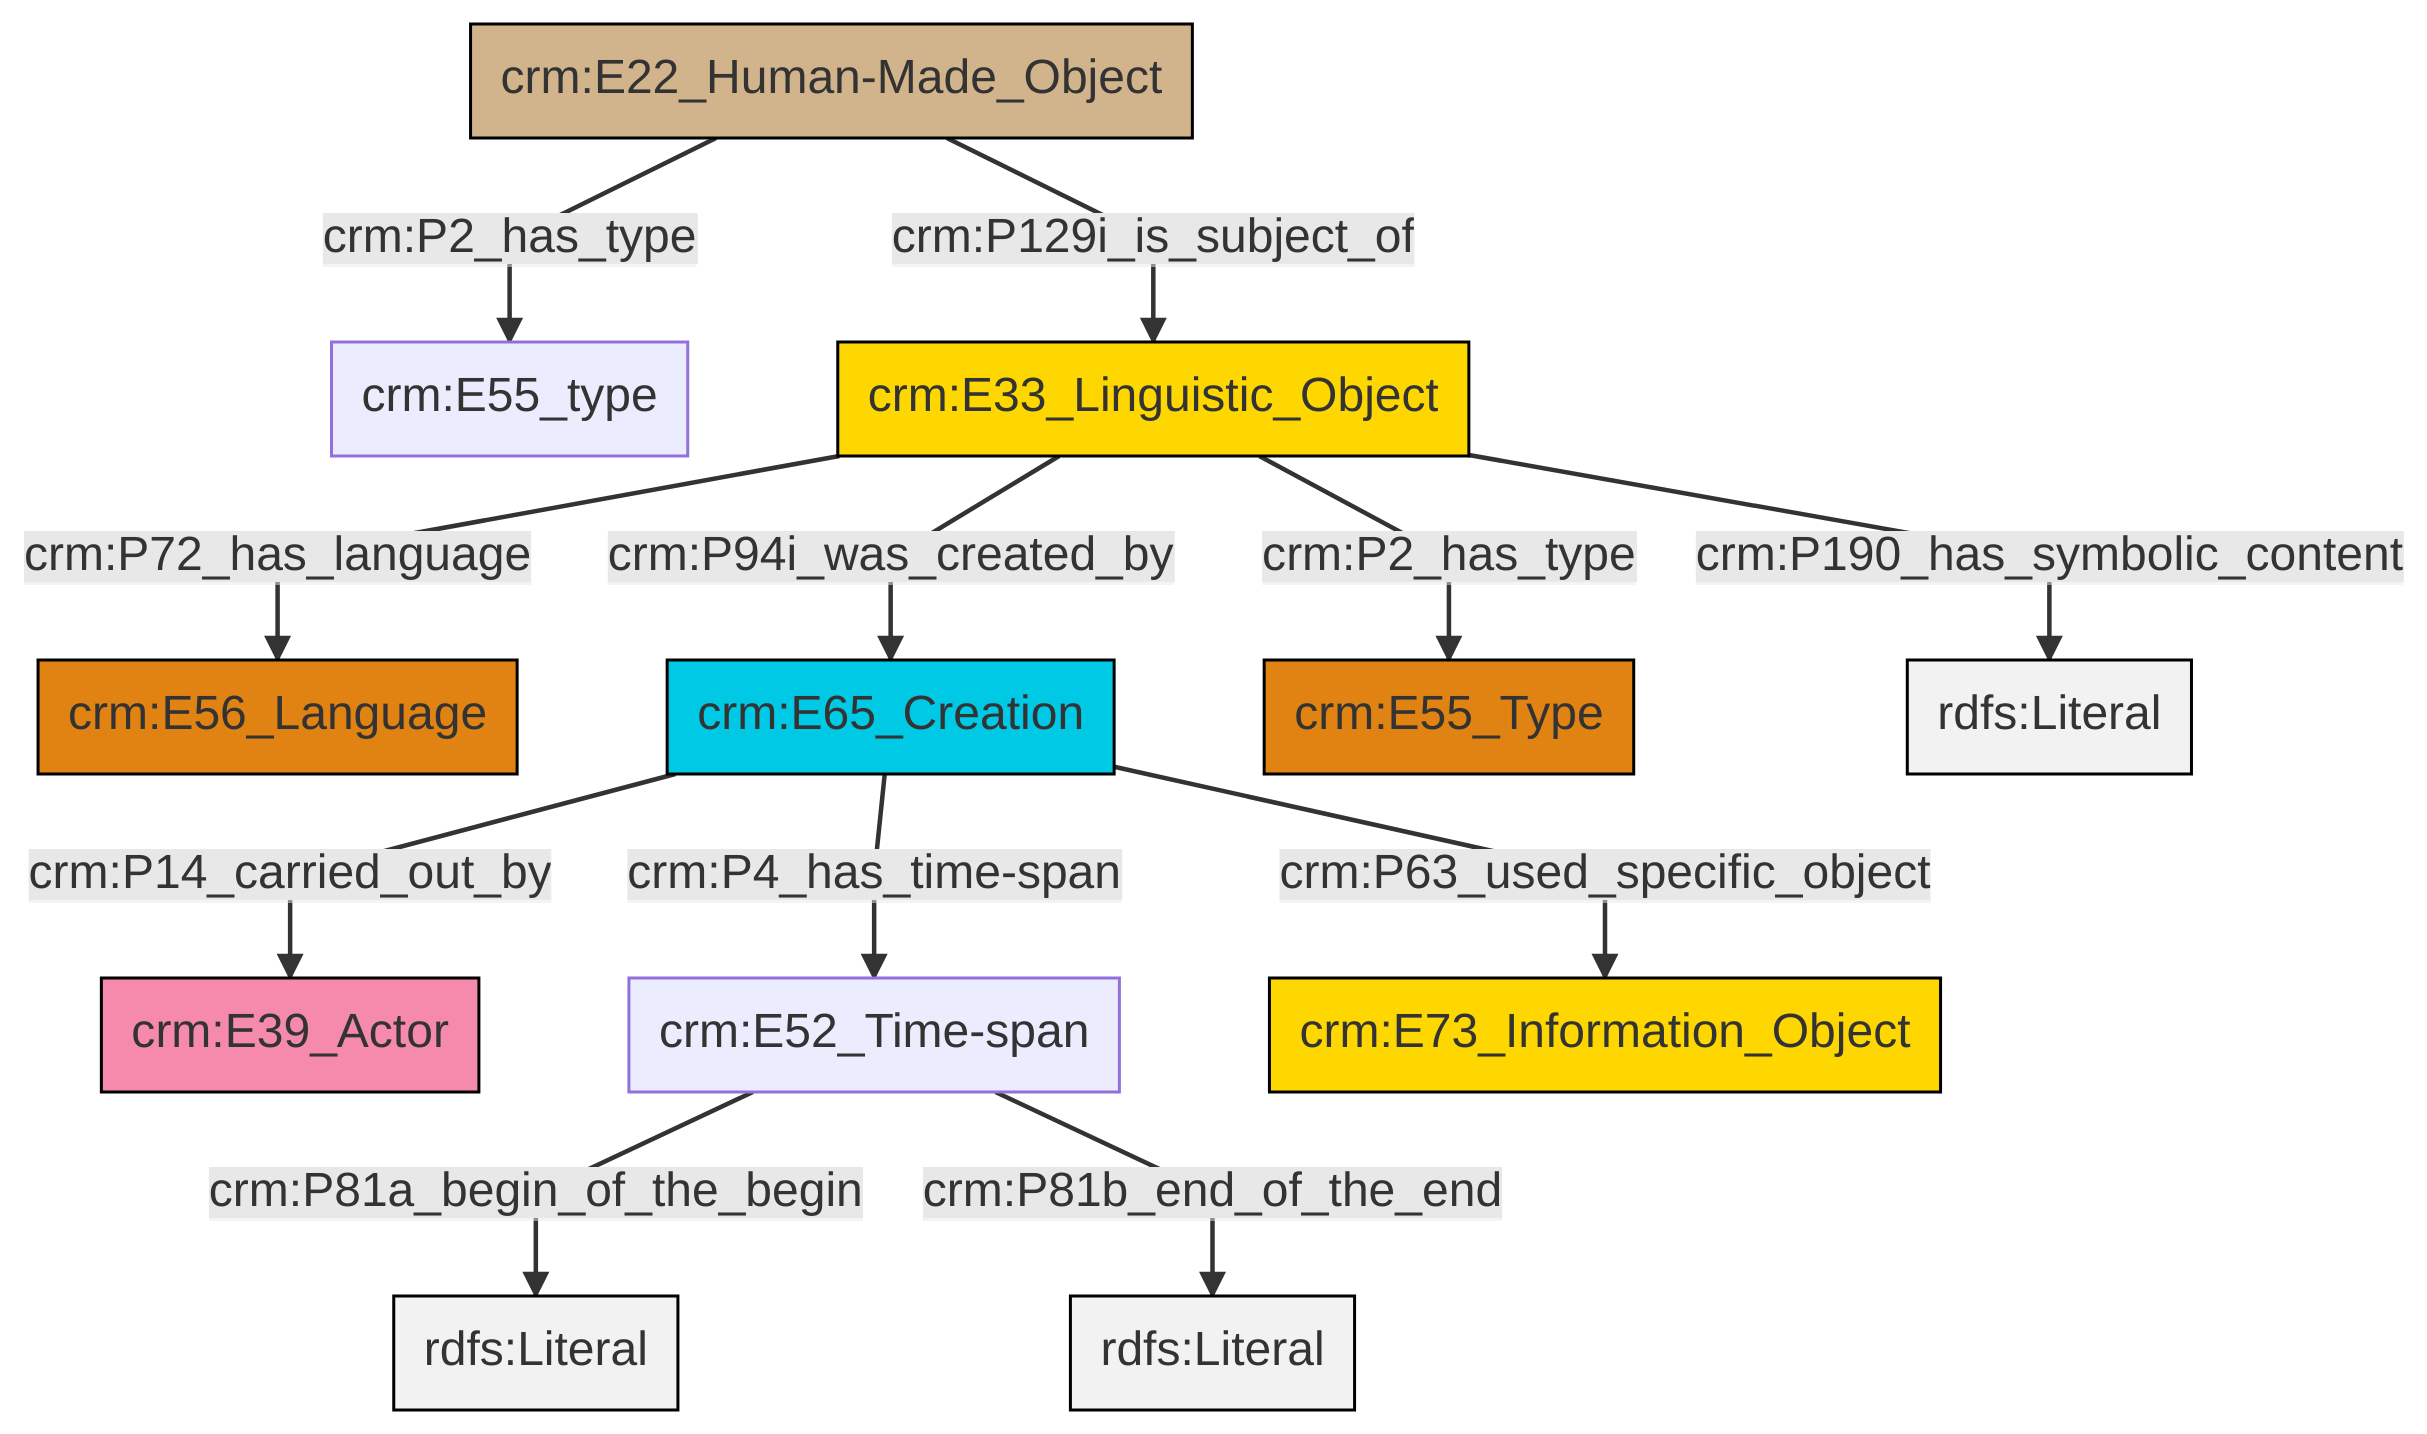 crm:E22_Human-Made_Object
crm:P2_has_type
crm:P129i_is_subject_of
crm:E55_type
crm:E33_Linguistic_Object
crm:P72_has_language
crm:P94i_was_created_by
crm:P2_has_type
crm:P190_has_symbolic_content
crm:E56_Language
crm:E65_Creation
crm:E55_Type
rdfs:Literal
crm:P14_carried_out_by
crm:P4_has_time-span
crm:P63_used_specific_object
crm:E39_Actor
crm:E52_Time-span
crm:E73_Information_Object
crm:P81a_begin_of_the_begin
crm:P81b_end_of_the_end
rdfs:Literal
rdfs:Literal